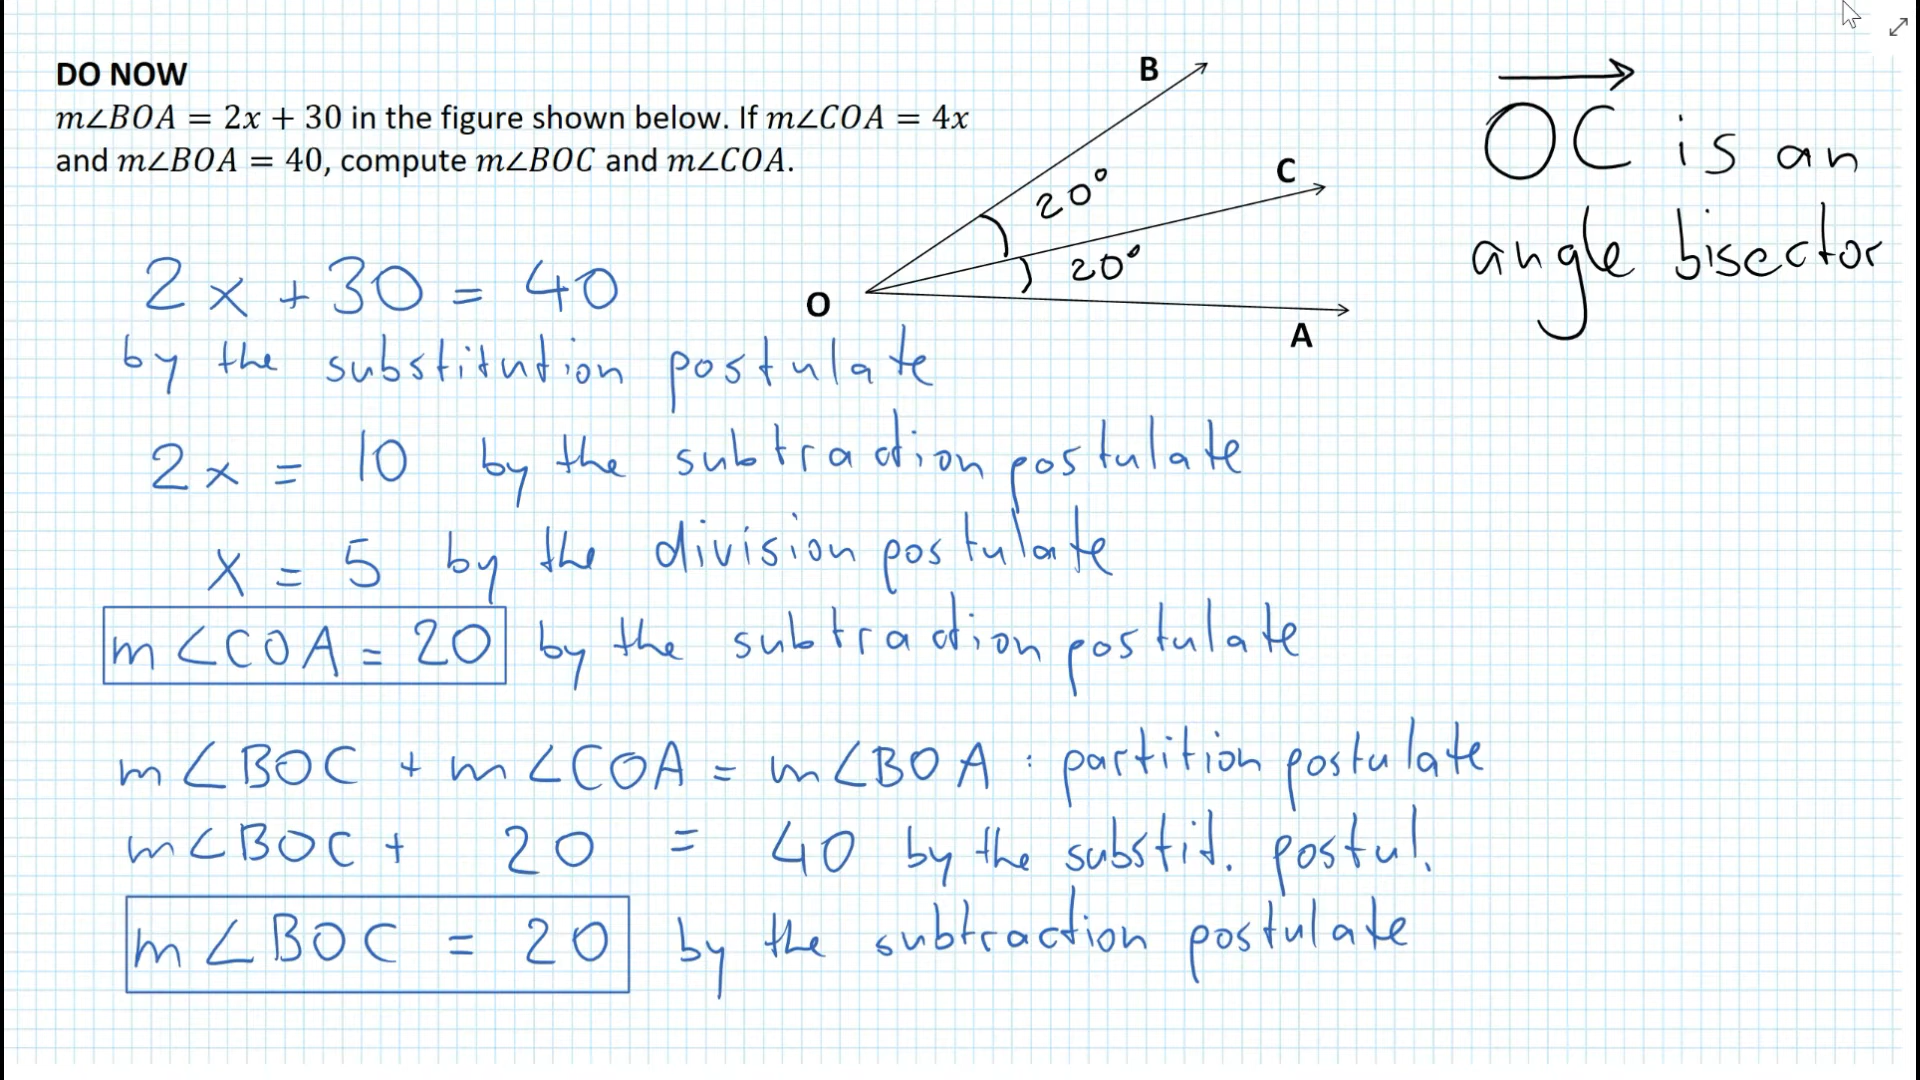 DO NOW
m∠BOA = 2x + 30 in the figure shown below. If m∠COA = 4x
and m∠BOA = 40, compute m∠BOC and m∠COA.
B
C
O
A
20°
20°
OC is an
angle bisector
2x + 30 = 40
by the substitution postulate
2x = 10 by the subtraction postulate
x = 5 by the division postulate
m∠COA = 20 by the subtraction postulate
m∠BOC + m∠COA = m∠BOA : partition postulate
m∠BOC + 20 = 40 by the substit. postul.
m∠BOC = 20 by the subtraction postulate